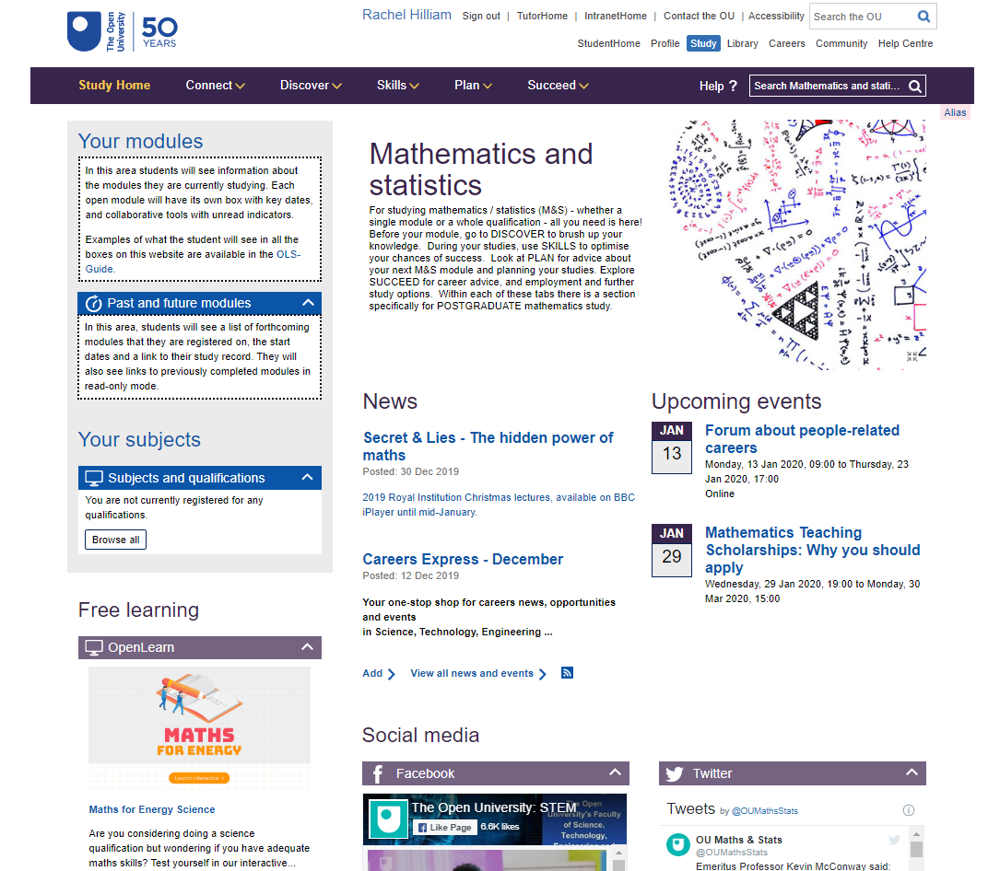 The Open
University
50
YEARS
Rachel Hilliam Sign out | TutorHome | IntranetHome | Contact the OU | Accessibility Search the OU
StudentHome Profile Study Library Careers Community Help Centre
Study Home Connect Discover Skills Plan Succeed Help ? Search Mathematics and stati...
Alias
Your modules
In this area students will see information about
the modules they are currently studying. Each
open module will have its own box with key dates,
and collaborative tools with unread indicators.
Examples of what the student will see in all the
boxes on this website are available in the OLS-
Guide.
Past and future modules
In this area, students will see a list of forthcoming
modules that they are registered on, the start
dates and a link to their study record. They will
also see links to previously completed modules in
read-only mode.
Your subjects
Subjects and qualifications
You are not currently registered for any
qualifications.
Browse all
Free learning
OpenLearn
MATHS
FOR ENERGY
Launch interactive
Maths for Energy Science
Are you considering doing a science
qualification but wondering if you have adequate
maths skills? Test yourself in our interactive...
Mathematics and
statistics
For studying mathematics / statistics (M&S) - whether a
single module or a whole qualification - all you need is here!
Before your module, go to DISCOVER to brush up your
knowledge. During your studies, use SKILLS to optimise
your chances of success. Look at PLAN for advice about
your next M&S module and planning your studies. Explore
SUCCEED for career advice, and employment and further
study options. Within each of these tabs there is a section
specifically for POSTGRADUATE mathematics study.
News
Secret & Lies - The hidden power of
maths
Posted: 30 Dec 2019
2019 Royal Institution Christmas lectures, available on BBC
iPlayer until mid-January.
Careers Express - December
Posted: 12 Dec 2019
Your one-stop shop for careers news, opportunities
and events
in Science, Technology, Engineering ...
Add View all news and events
Upcoming events
JAN
13
Forum about people-related
careers
Monday, 13 Jan 2020, 09:00 to Thursday, 23
Jan 2020, 17:00
Online
JAN
29
Mathematics Teaching
Scholarships: Why you should
apply
Wednesday, 29 Jan 2020, 19:00 to Monday, 30
Mar 2020, 15:00
Social media
Facebook
The Open University: STEM
Like Page 6.6K likes
University's Faculty
of Science,
Technology,
Twitter
Tweets by @OUMathsStats
OU Maths & Stats
@OUMathsStats
Emeritus Professor Kevin McConway said: